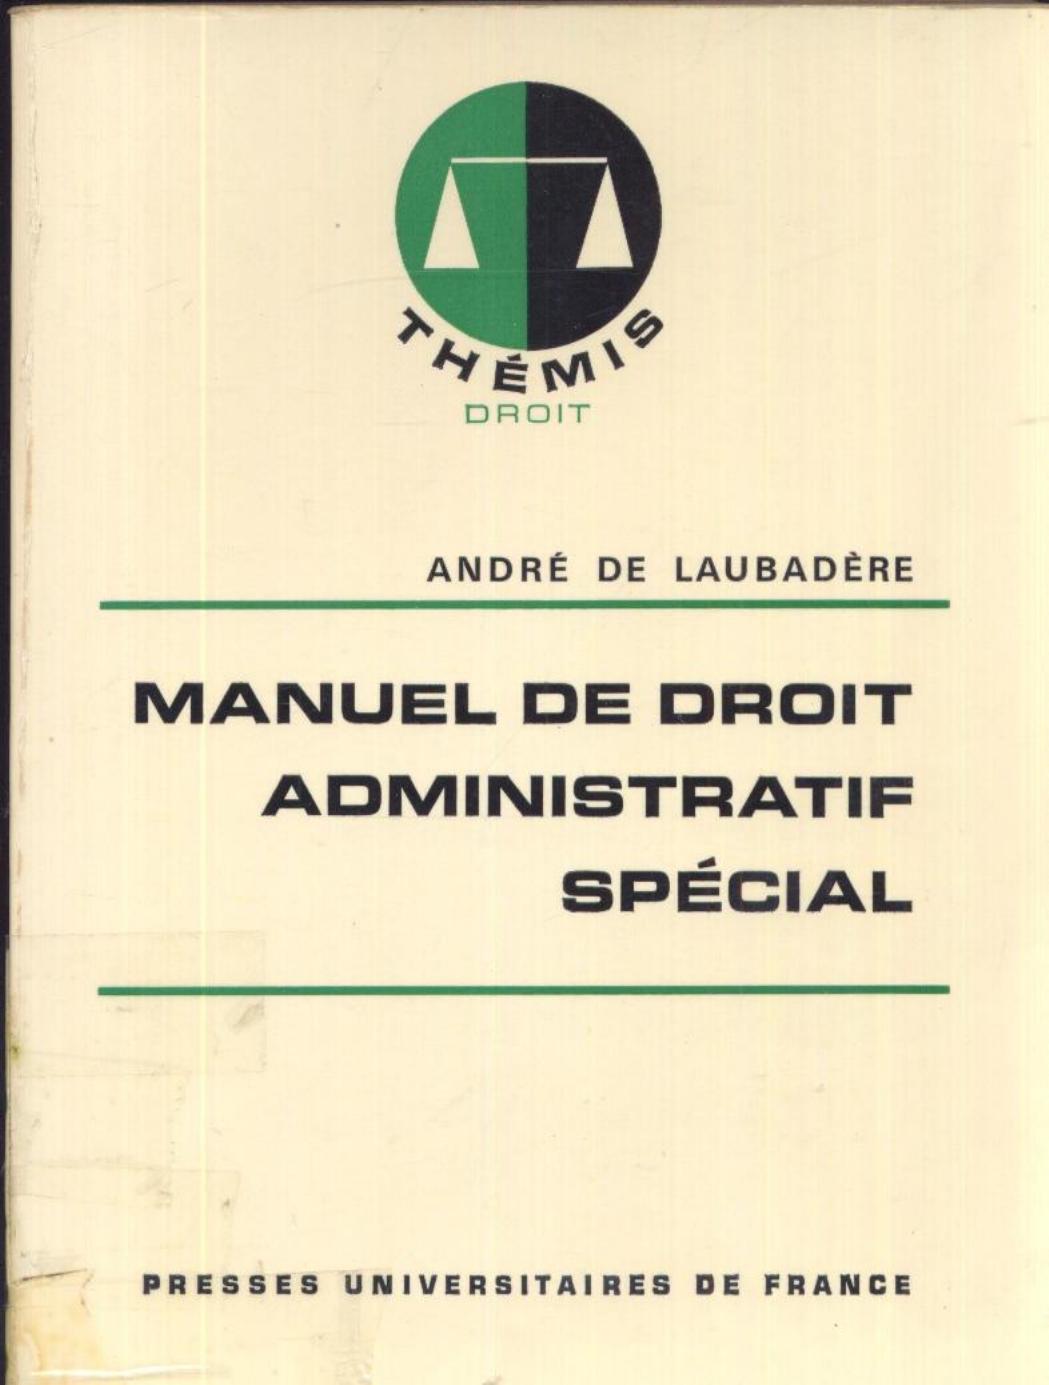 THÉMIS
DROIT
ANDRÉ DE LAUBADÈRE
MANUEL DE DROIT
ADMINISTRATIF
SPÉCIAL
PRESSES UNIVERSITAIRES DE FRANCE